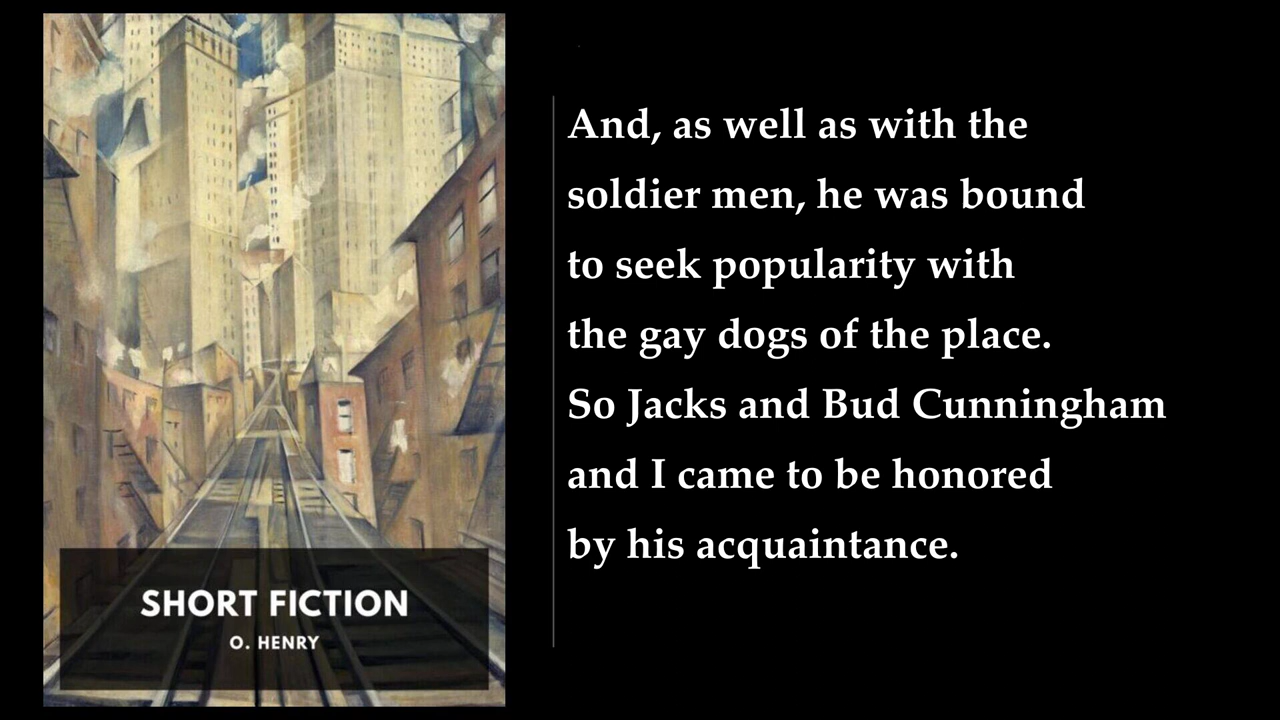 SHORT FICTION
O. HENRY
And, as well as with the
soldier men, he was bound
to seek popularity with
the gay dogs of the place.
So Jacks and Bud Cunningham
and I came to be honored
by his acquaintance.